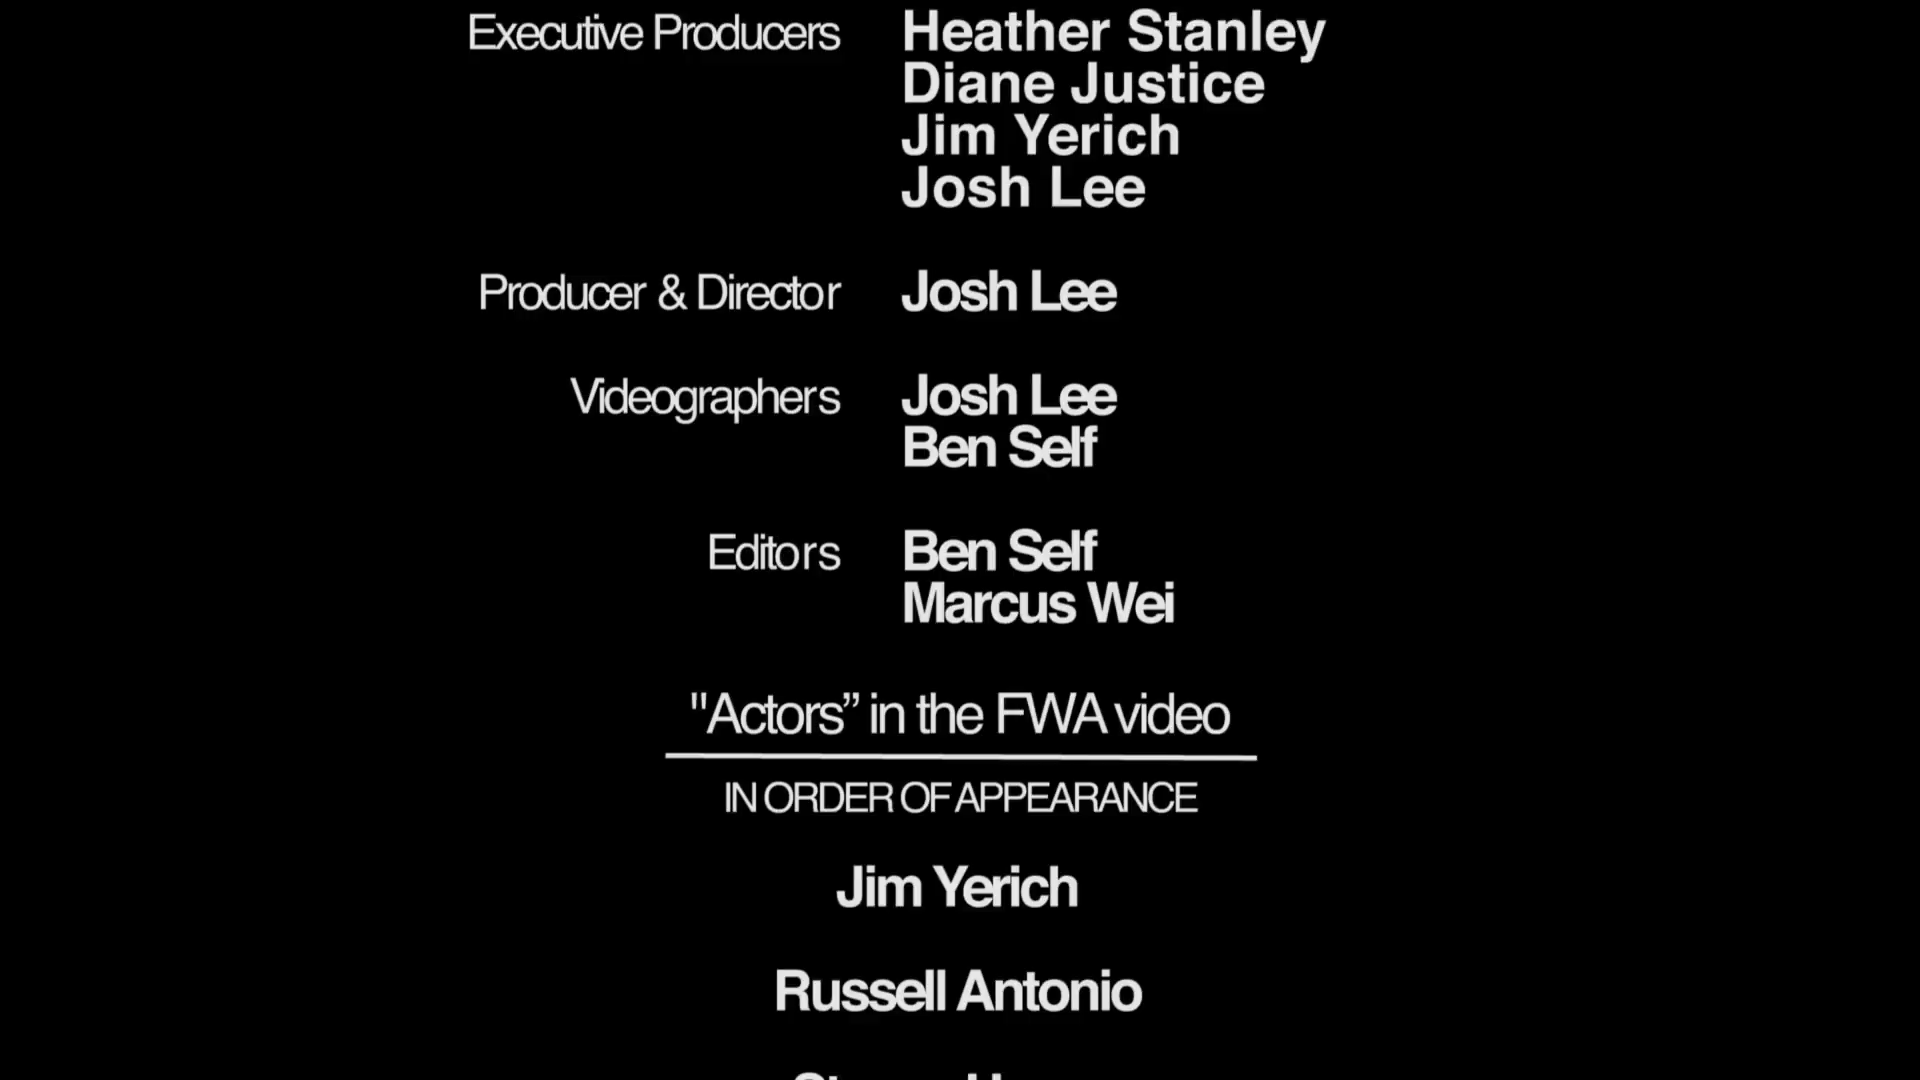 Executive Producers Heather Stanley
Diane Justice
Jim Yerich
Josh Lee
Producer & Director Josh Lee
Videographers Josh Lee
Ben Self
Editors Ben Self
Marcus Wei
"Actors” in the FWA video
IN ORDER OF APPEARANCE
Jim Yerich
Russell Antonio